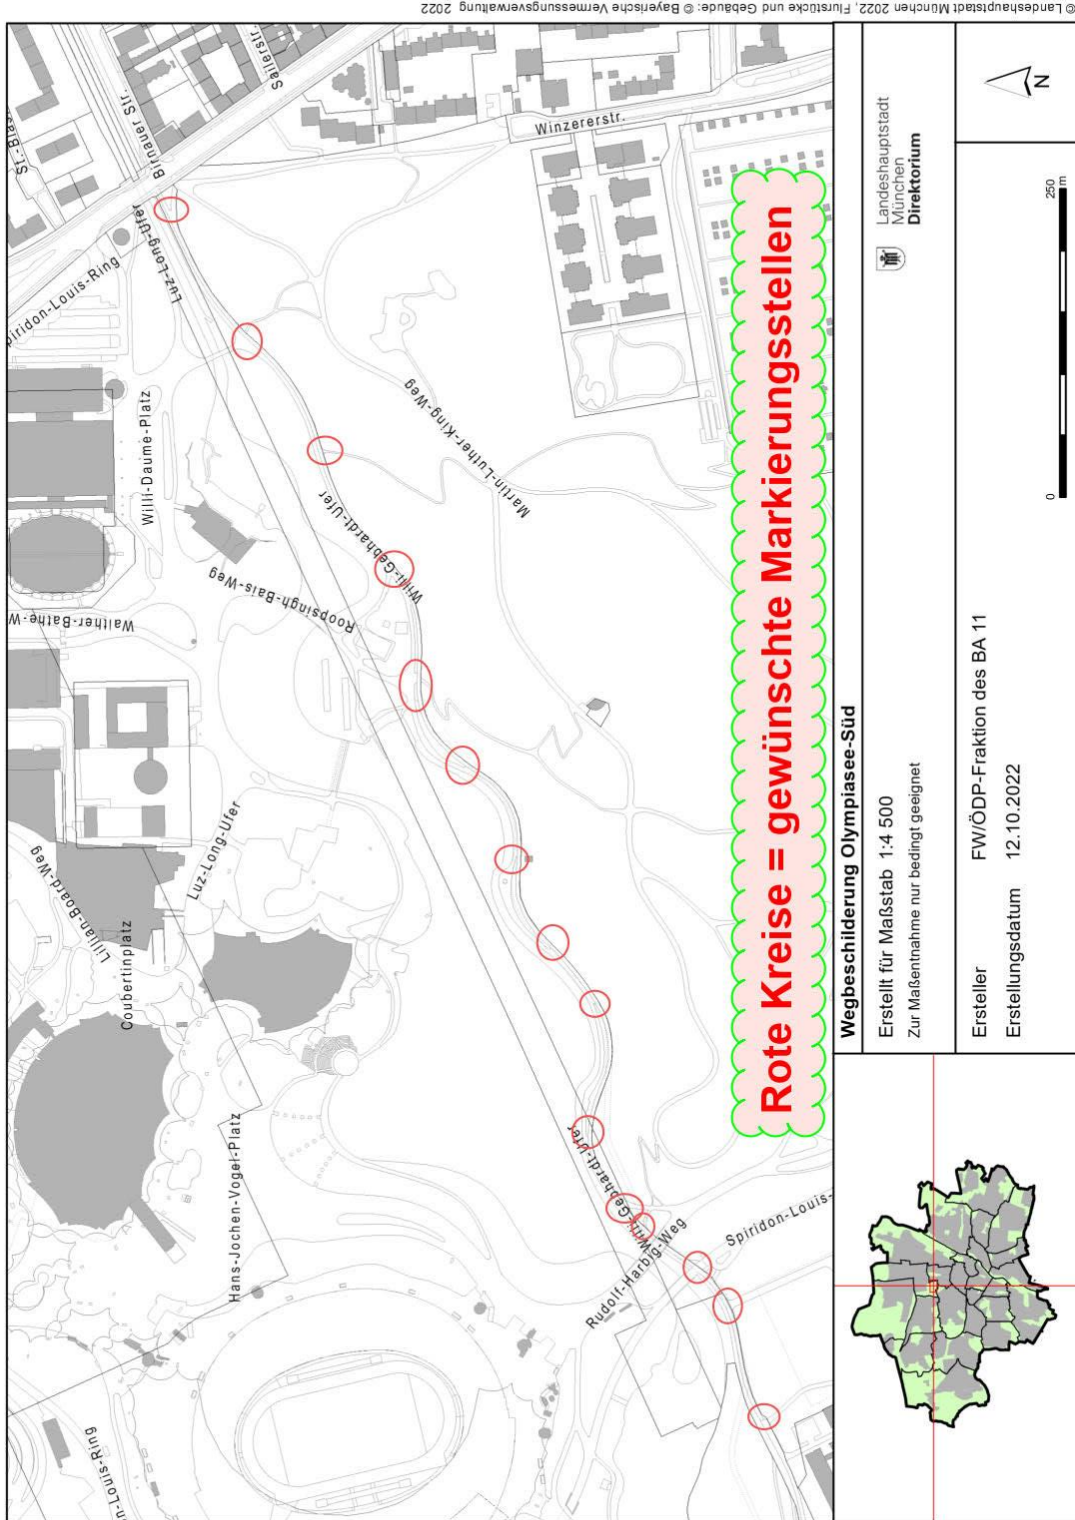 © Landeshauptstadt München 2022, Flurstücke und Gebäude: © Bayerische Vermessungsverwaltung 2022
St.-Blas
Birnauer Str.
Sailerstr.
Winzererstr.
Luz-Long-Ufer
piridon-Louis-Ring
Willi-Daume-Platz
Martin-Luther-King-Weg
Willi-Gebhardt-Ufer
Roopsingh-Bais-Weg
Walther-Bathe-W
Luz-Long-Ufer
Lillian-Board-Weg
Coubertinplatz
Hans-Jochen-Vogel-Platz
Willi-Gebhardt-Ufer
Rudolf-Harbig-Weg
Spiridon-Louis-
n-Louis-Ring
Rote Kreise = gewünschte Markierungsstellen
Wegbeschilderung Olympiasee-Süd
Erstellt für Maßstab 1:4 500
Zur Maßentnahme nur bedingt geeignet
Landeshauptstadt
München
Direktorium
Ersteller FW/ÖDP-Fraktion des BA 11
Erstellungsdatum 12.10.2022
0 250 m
N